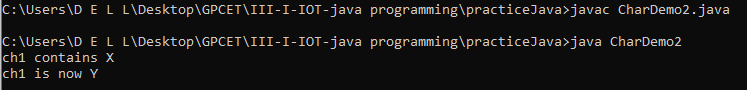 C:\Users\D E L L\Desktop\GPCET\III-I-IOT-java programming\practiceJava>javac CharDemo2.java
C:\Users\D E L L\Desktop\GPCET\III-I-IOT-java programming\practiceJava>java CharDemo2
ch1 contains X
ch1 is now Y